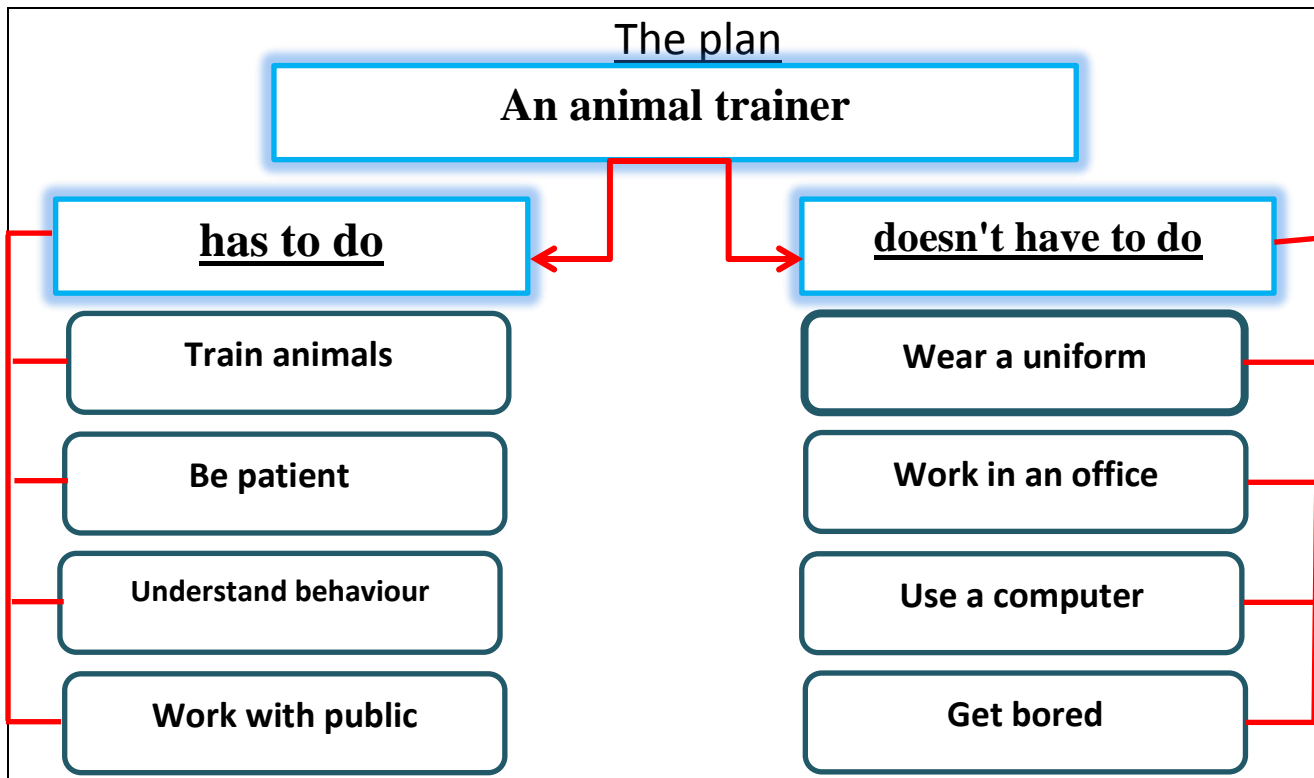 The plan
An animal trainer
has to do
doesn't have to do
Train animals
Wear a uniform
Be patient
Work in an office
Understand behaviour
Use a computer
Work with public
Get bored